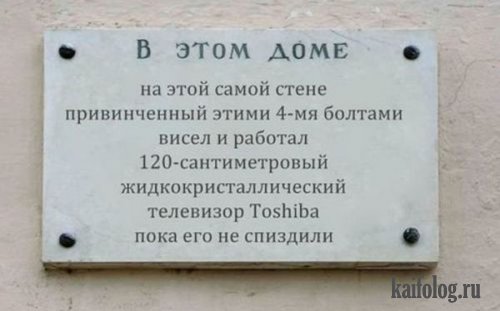 В ЭТОМ ДОМЕ
на этой самой стене
привинченный этими 4-мя болтами
висел и работал
120-сантиметровый
жидкокристаллический
телевизор Toshiba
пока его не спиздили
kaifolog.ru